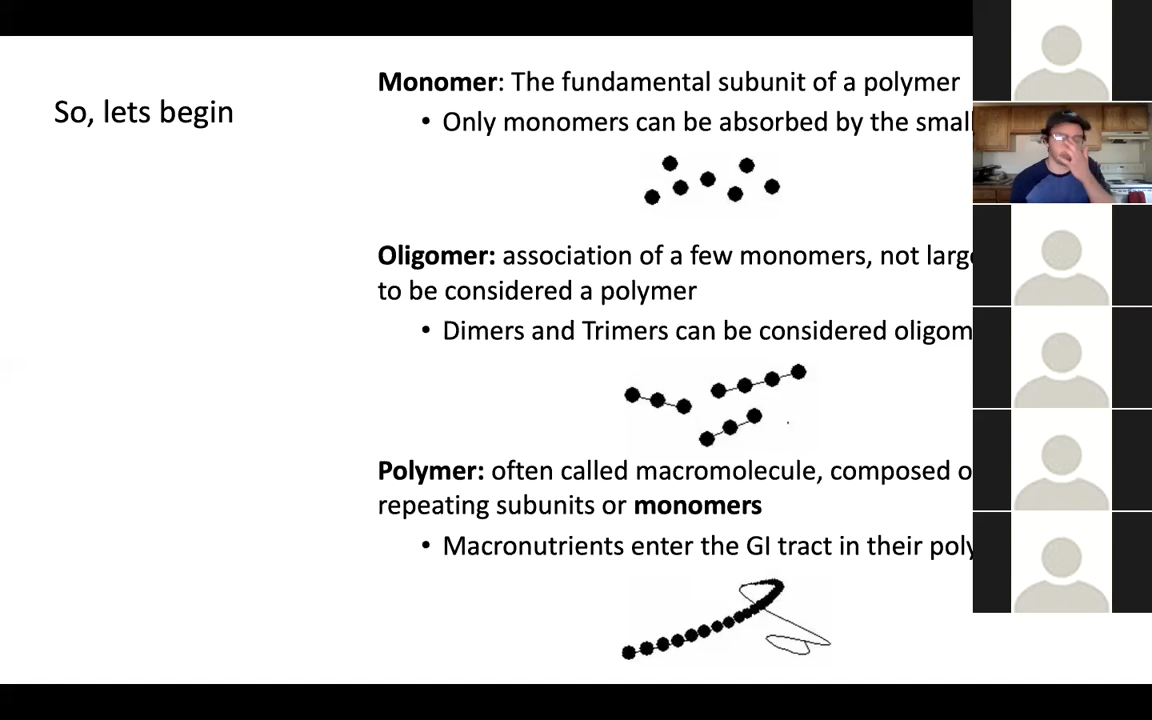 So, lets begin
Monomer: The fundamental subunit of a polymer
• Only monomers can be absorbed by the small
Oligomer: association of a few monomers, not large
to be considered a polymer
• Dimers and Trimers can be considered oligom
Polymer: often called macromolecule, composed o
repeating subunits or monomers
• Macronutrients enter the GI tract in their poly